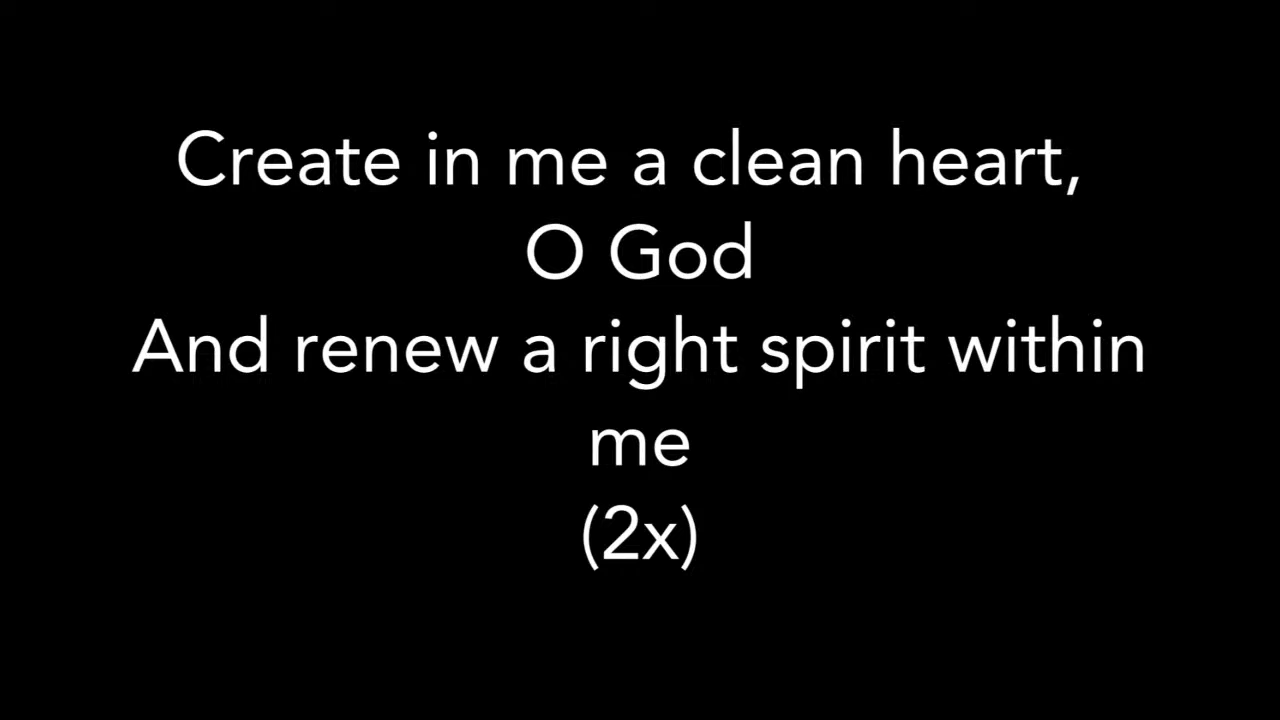 Create in me a clean heart,
O God
And renew a right spirit within
me
(2x)